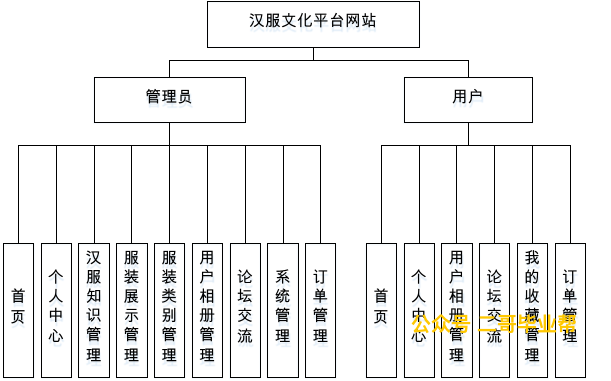 汉服文化平台网站
管理员
用户
首页
个人中心
汉服知识管理
服装展示管理
服装类别管理
用户相册管理
论坛交流
系统管理
订单管理
首页
个人中心
用户相册管理
论坛交流
我的收藏管理
订单管理
公众号 二哥毕业帮